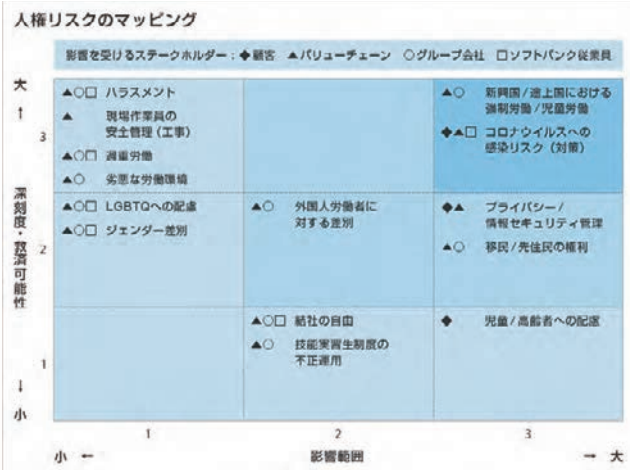 人権リスクのマッピング
影響を受けるステークホルダー：◆顧客 ▲バリューチェーン ○グループ会社 □ソフトバンク従業員
大
↑
3
深刻度・救済可能性
2
1
↓
小
▲○□ ハラスメント
▲ 現場作業員の
安全管理（工事）
▲○□ 過重労働
▲○ 劣悪な労働環境
▲○ 新興国/途上国における
強制労働/児童労働
◆▲□ コロナウイルスへの
感染リスク（対策）
▲○□ LGBTQへの配慮
▲○□ ジェンダー差別
▲○ 外国人労働者に
対する差別
◆▲ プライバシー/
情報セキュリティ管理
▲○ 移民/先住民の権利
▲○□ 結社の自由
▲○ 技能実習生制度の
不正運用
◆ 児童/高齢者への配慮
1 2 3
小 ← 影響範囲 → 大